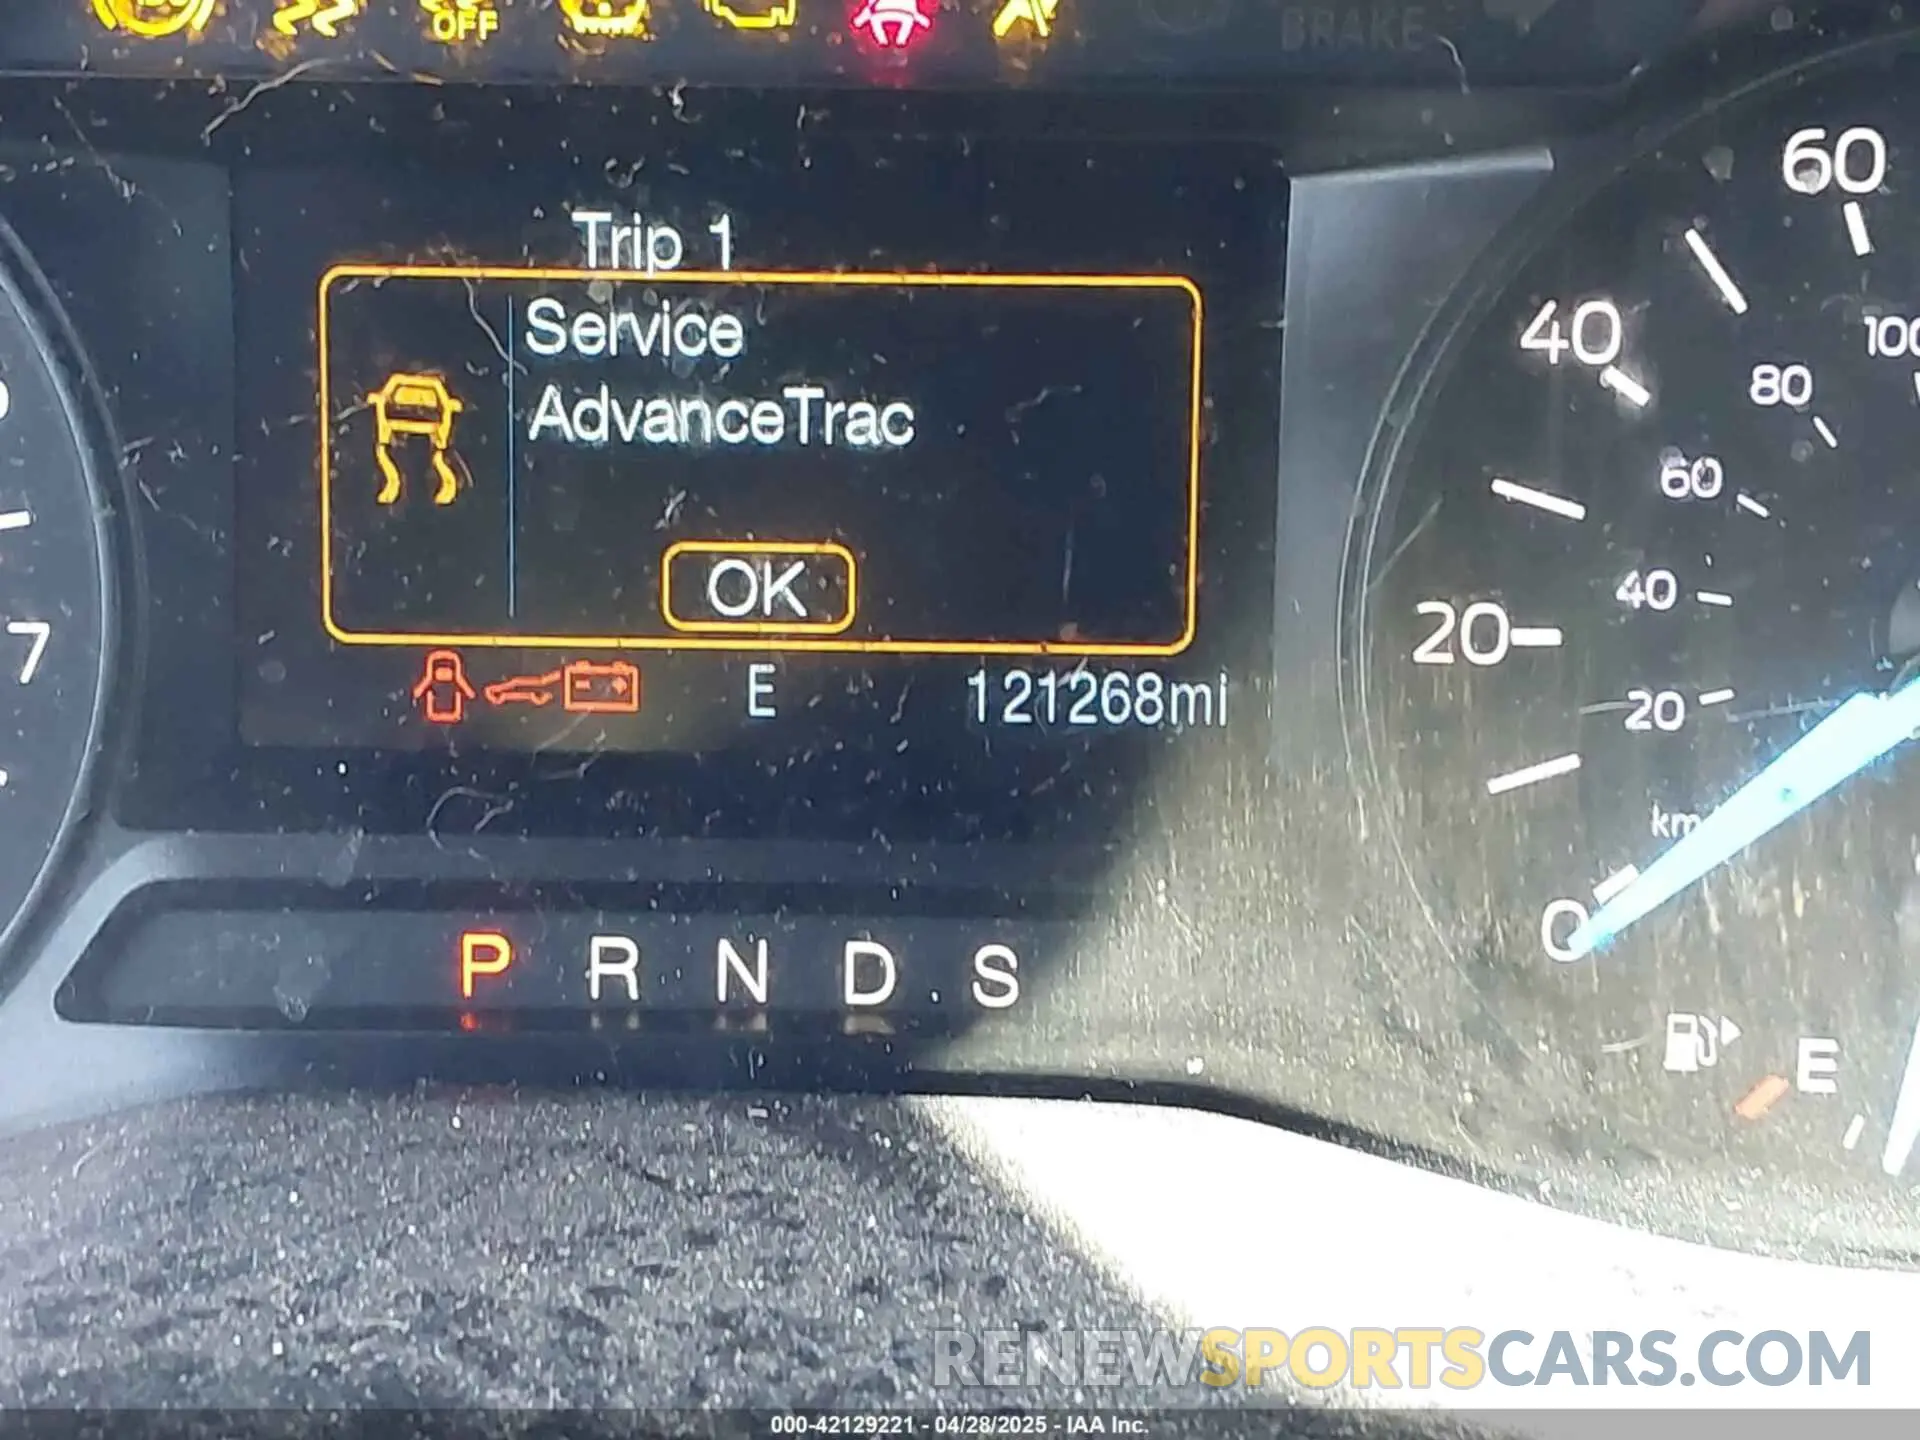 OFF
BRAKE
Trip 1
Service
AdvanceTrac
OK
E 121268mi
7
P R N D S
60
40
100
80
60
40
20
20
0
E
RENEWSPORTSCARS.COM
000-42129221 - 04/28/2025 - IAA Inc.